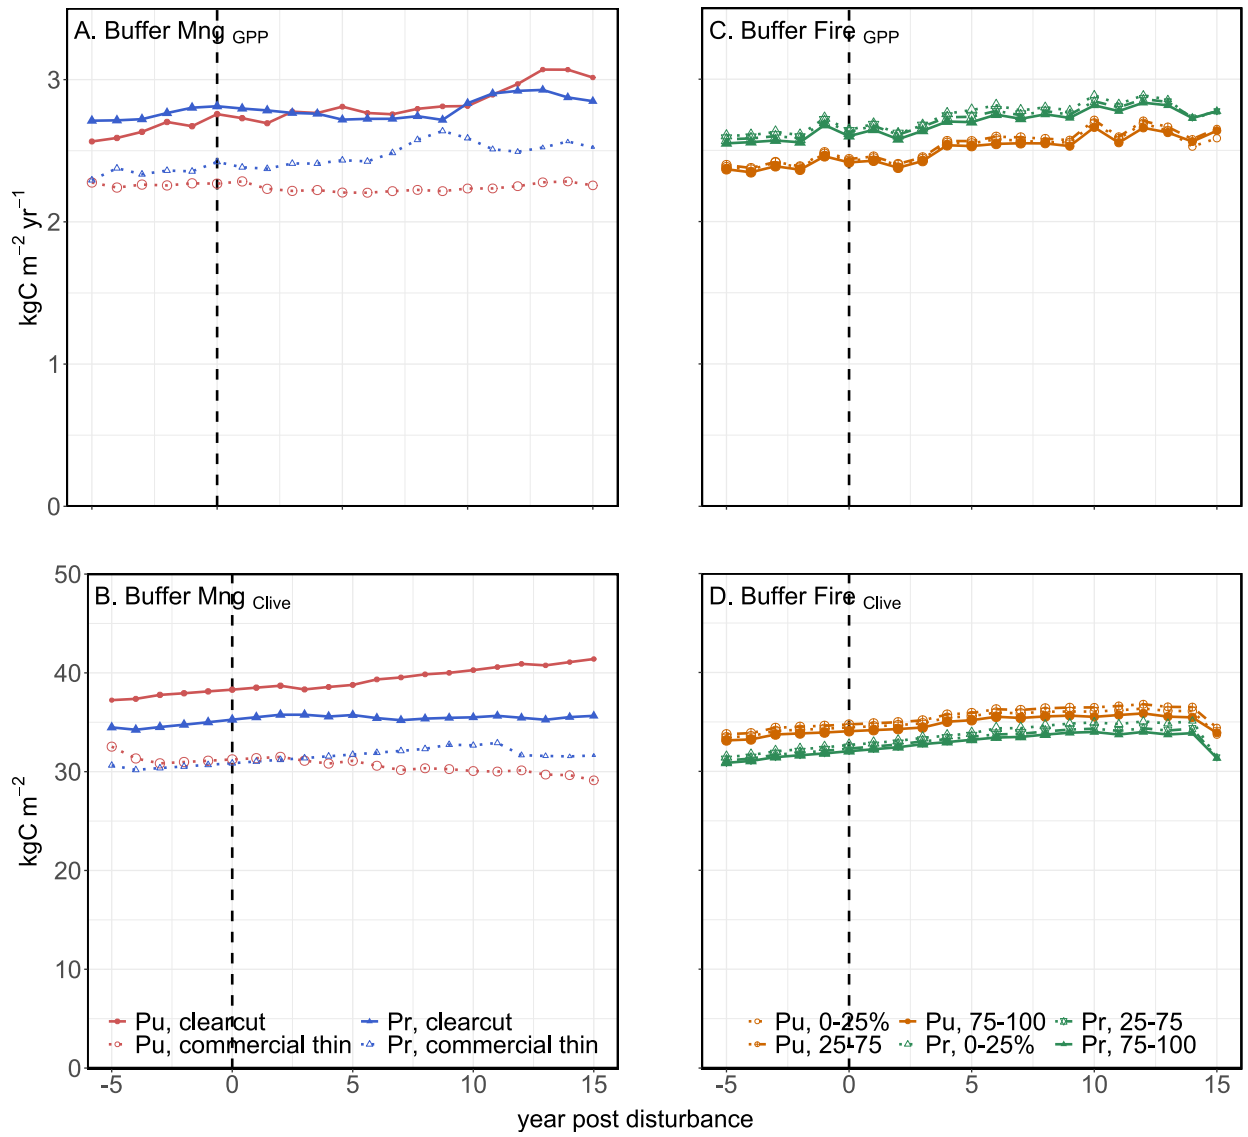 A. Buffer Mng GPP
C. Buffer Fire GPP
3
2
1
0
kgC m−2 yr−1
B. Buffer Mng Clive
D. Buffer Fire Clive
50
40
30
20
10
0
kgC m−2
Pu, clearcut
Pr, clearcut
Pu, commercial thin
Pr, commercial thin
Pu, 0-25%
Pu, 75-100
Pr, 25-75
Pu, 25-75
Pr, 0-25%
Pr, 75-100
-5 0 5 10 15
-5 0 5 10 15
year post disturbance